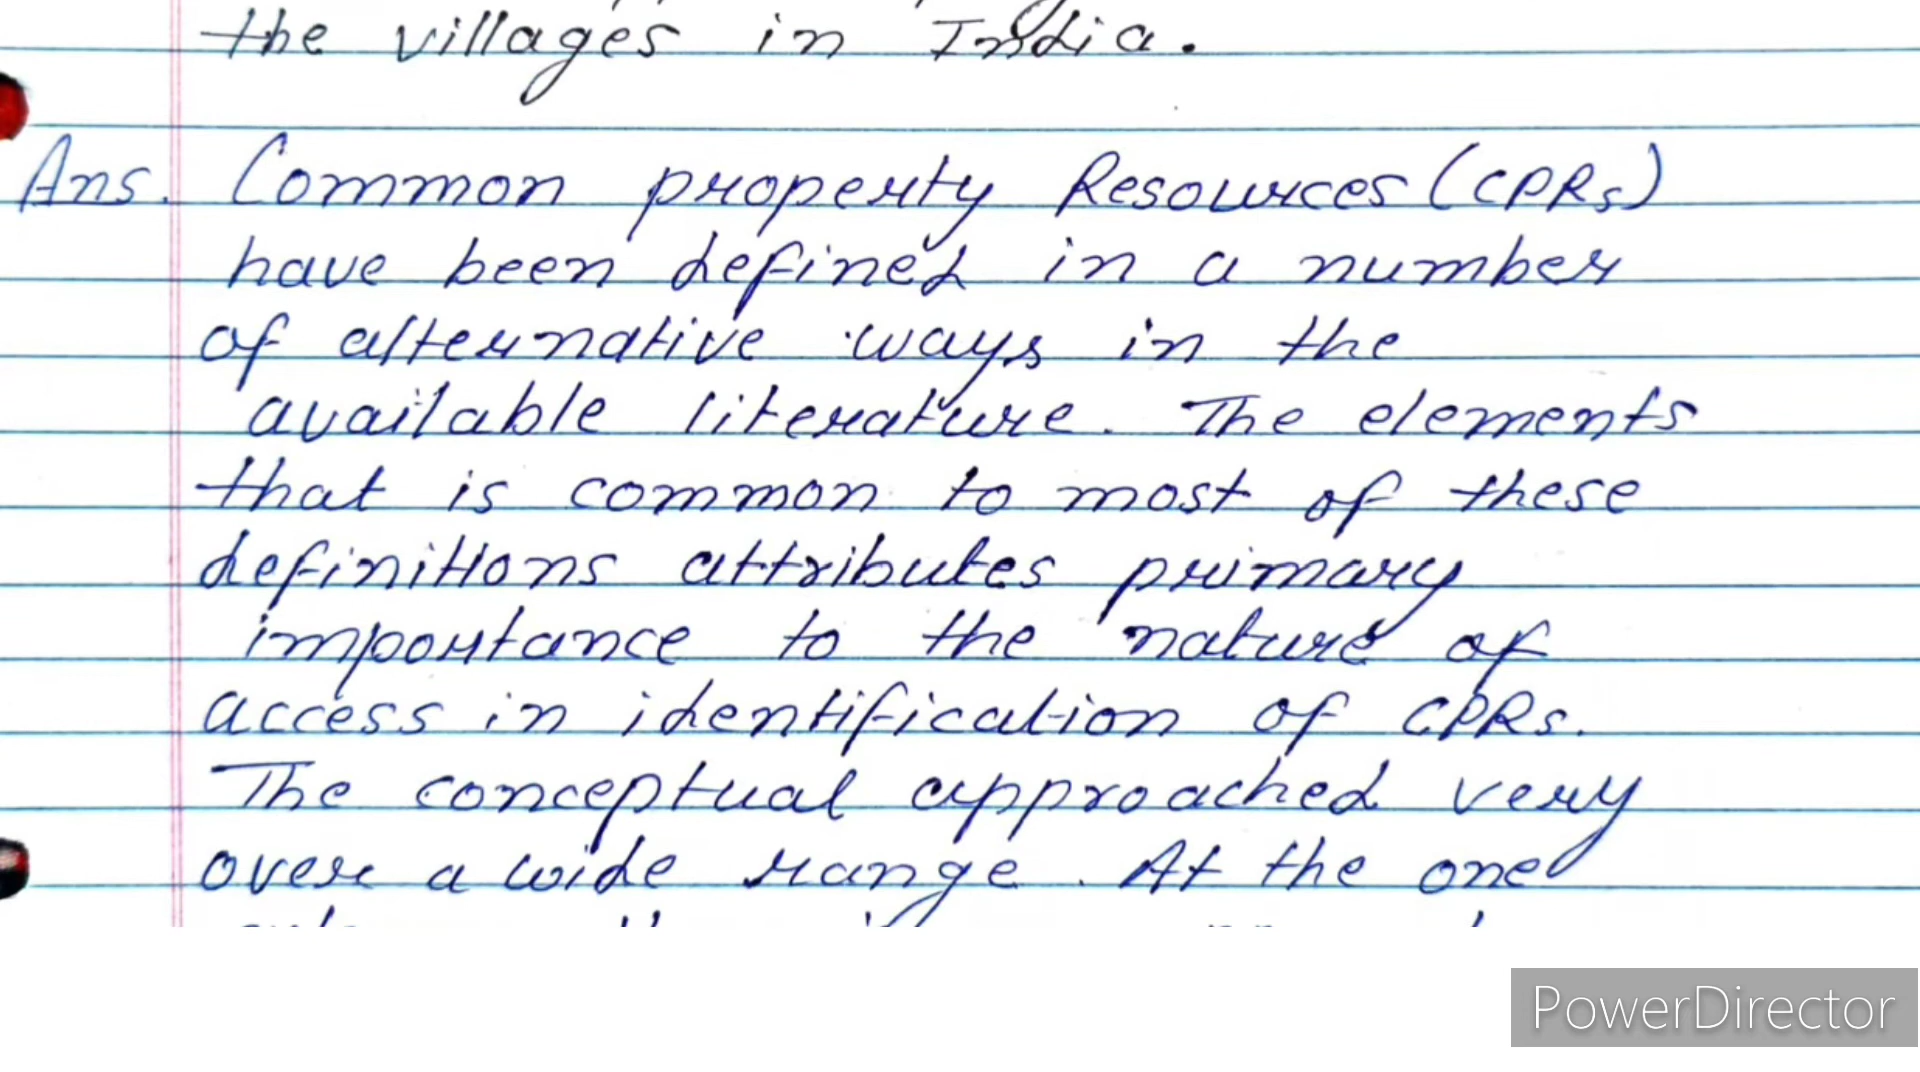 the villages in India.
Ans. Common property Resources (CPRs)
have been defined in a number
of alternative ways in the
available literature. The elements
that is common to most of these
definitions attributes primary
importance to the nature of
access in identification of CPRs.
The conceptual approached very
over a wide range. At the one
PowerDirector